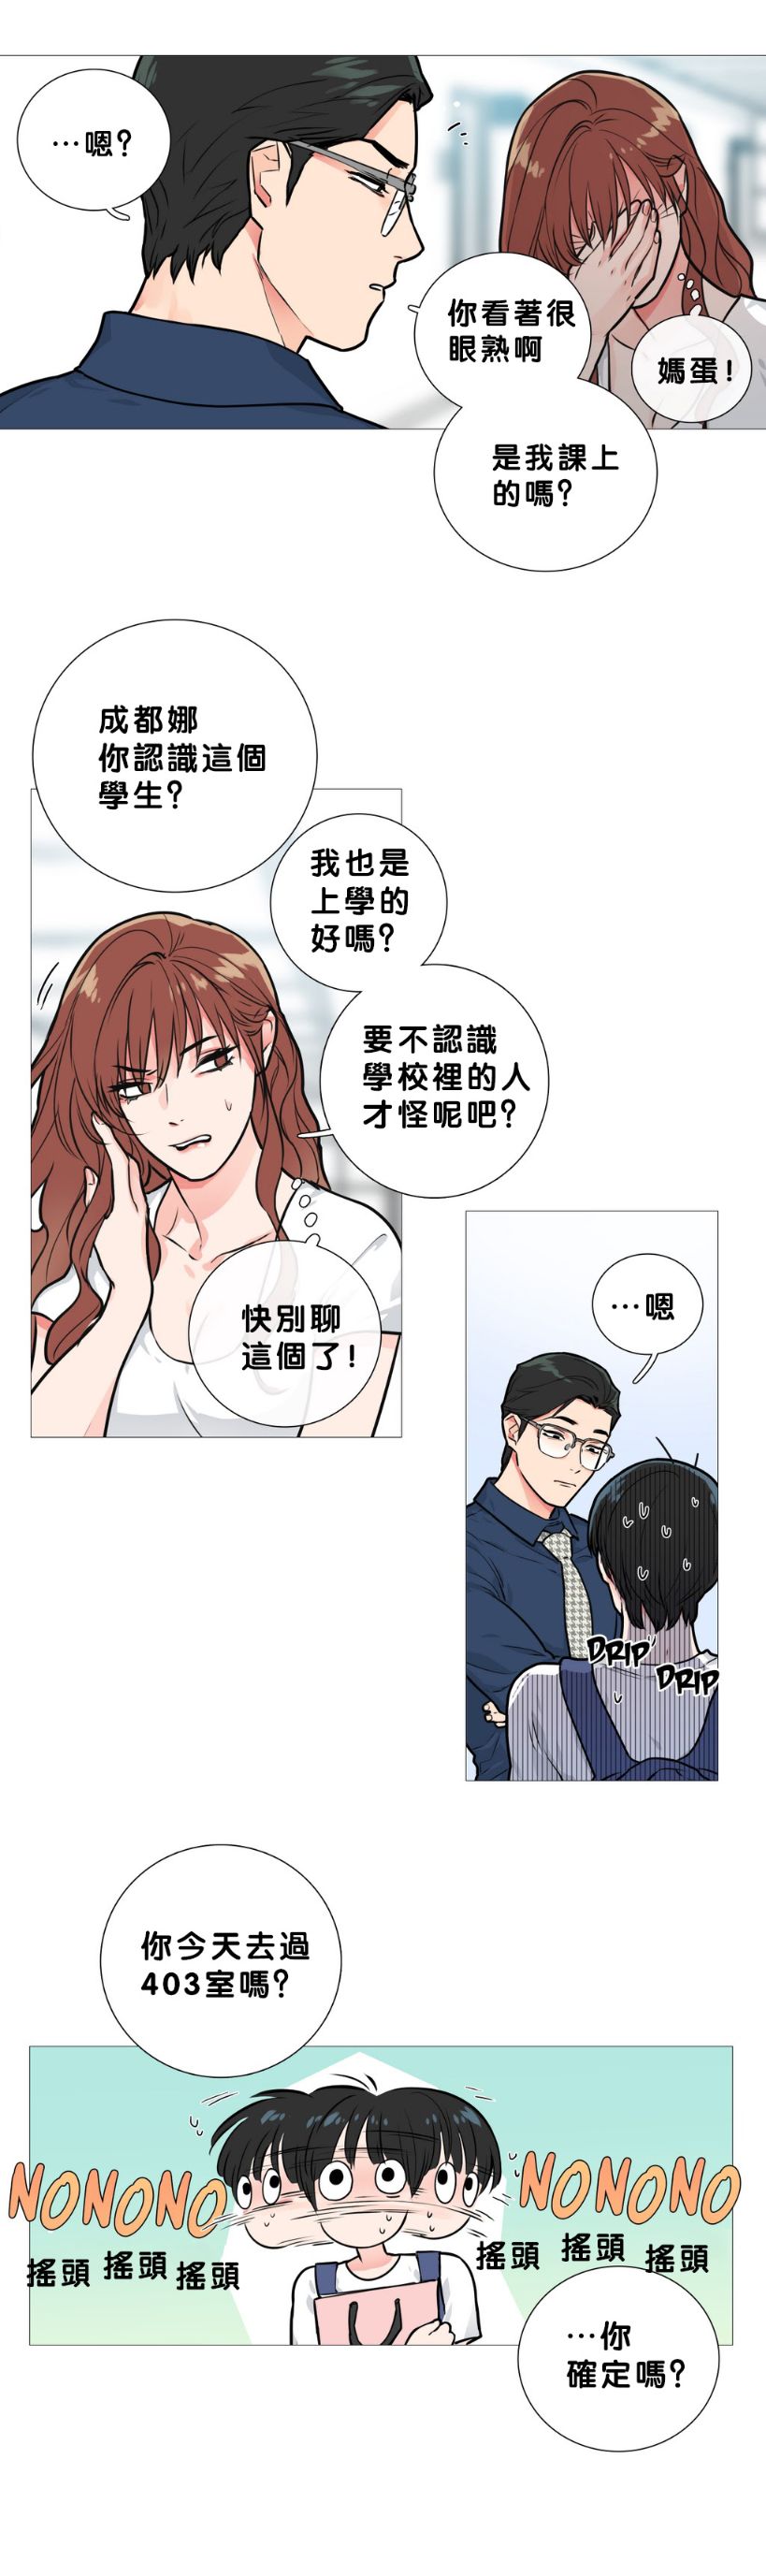 …嗯?
你看著很
眼熟啊
媽蛋!
是我課上
的嗎?
成都娜
你認識這個
學生?
我也是
上學的
好嗎?
要不認識
學校裡的人
才怪呢吧?
快別聊
這個了!
…嗯
DRIP
DRIP
你今天去過
403室嗎?
NONONO
NONONO
搖頭 搖頭 搖頭
搖頭 搖頭 搖頭
…你
確定嗎?